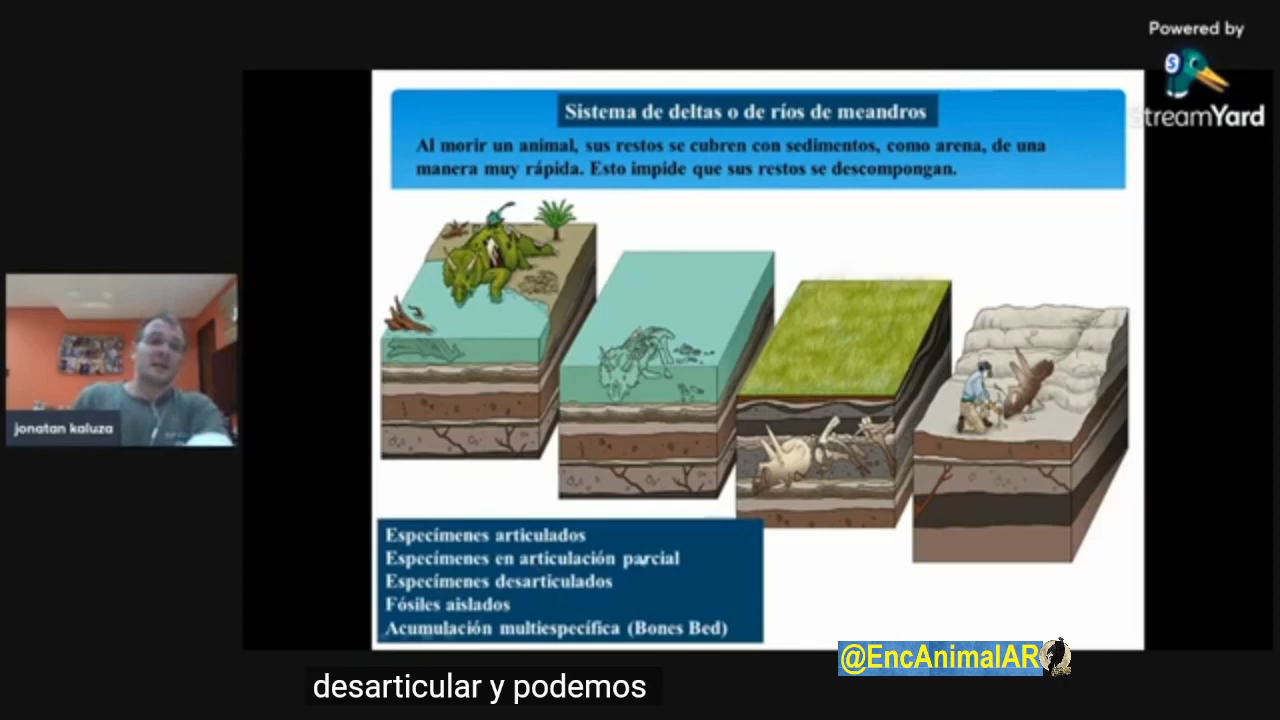 Powered by
StreamYard
Sistema de deltas o de ríos de meandros
Al morir un animal, sus restos se cubren con sedimentos, como arena, de una
manera muy rápida. Esto impide que sus restos se descompongan.
jonatan kaluza
Especímenes articulados
Especímenes en articulación parcial
Especímenes desarticulados
Fósiles aislados
Acumulación multiespecífica (Bones Bed)
@EncAnimalAR
desarticular y podemos